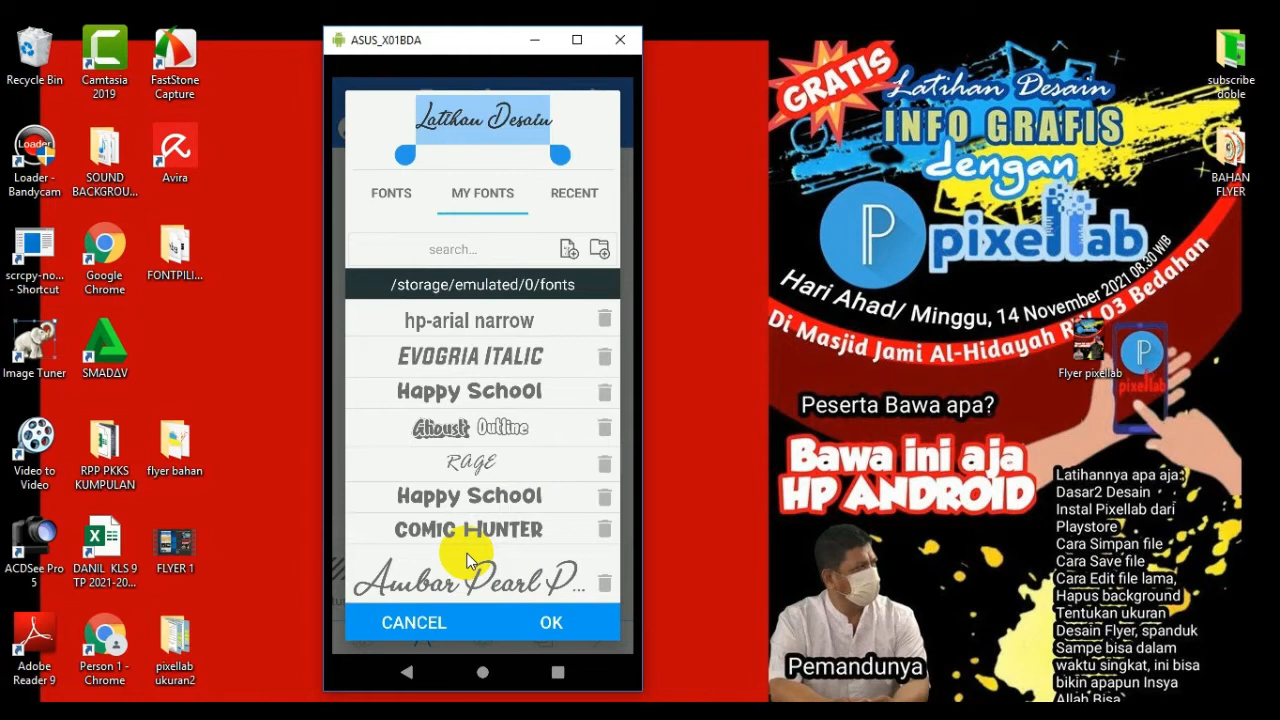 Recycle Bin
Camtasia
2019
FastStone
Capture
Loader
Loader -
Bandycam
SOUND
BACKGROU...
Avira
scrcpy-no...
- Shortcut
Google
Chrome
FONTPILI...
Image Tuner
SMADΔV
Video to
Video
RPP PKKS
KUMPULAN
flyer bahan
ACDSee Pro
5
DANIL KLS 9
TP 2021-20...
FLYER 1
Adobe
Reader 9
Person 1 -
Chrome
pixellab
ukuran2
ASUS_X01BDA
Latihan Desain
FONTS
MY FONTS
RECENT
search...
/storage/emulated/0/fonts
hp-arial narrow
EVOGRIA ITALIC
Happy School
Ghoust Outline
RAGE
Happy School
COMIC HUNTER
Ambar Pearl P...
CANCEL
OK
GRATIS
Latihan Desain
INFO GRAFIS
dengan
P pixellab
Hari Ahad/ Minggu, 14 November 2021 08.30 WIB
Di Masjid Jami Al-Hidayah RW 03 Bedahan
Peserta Bawa apa?
Bawa ini aja
HP ANDROID
P
pixellab
Latihannya apa aja:
Dasar2 Desain
Instal Pixellab dari
Playstore
Cara Simpan file
Cara Save file
Cara Edit file lama,
Hapus background
Tentukan ukuran
Desain Flyer, spanduk
Sampe bisa dalam
waktu singkat, ini bisa
bikin apapun Insya
Allah Bisa
Pemandunya
subscribe
doble
BAHAN
FLYER
Flyer pixellab